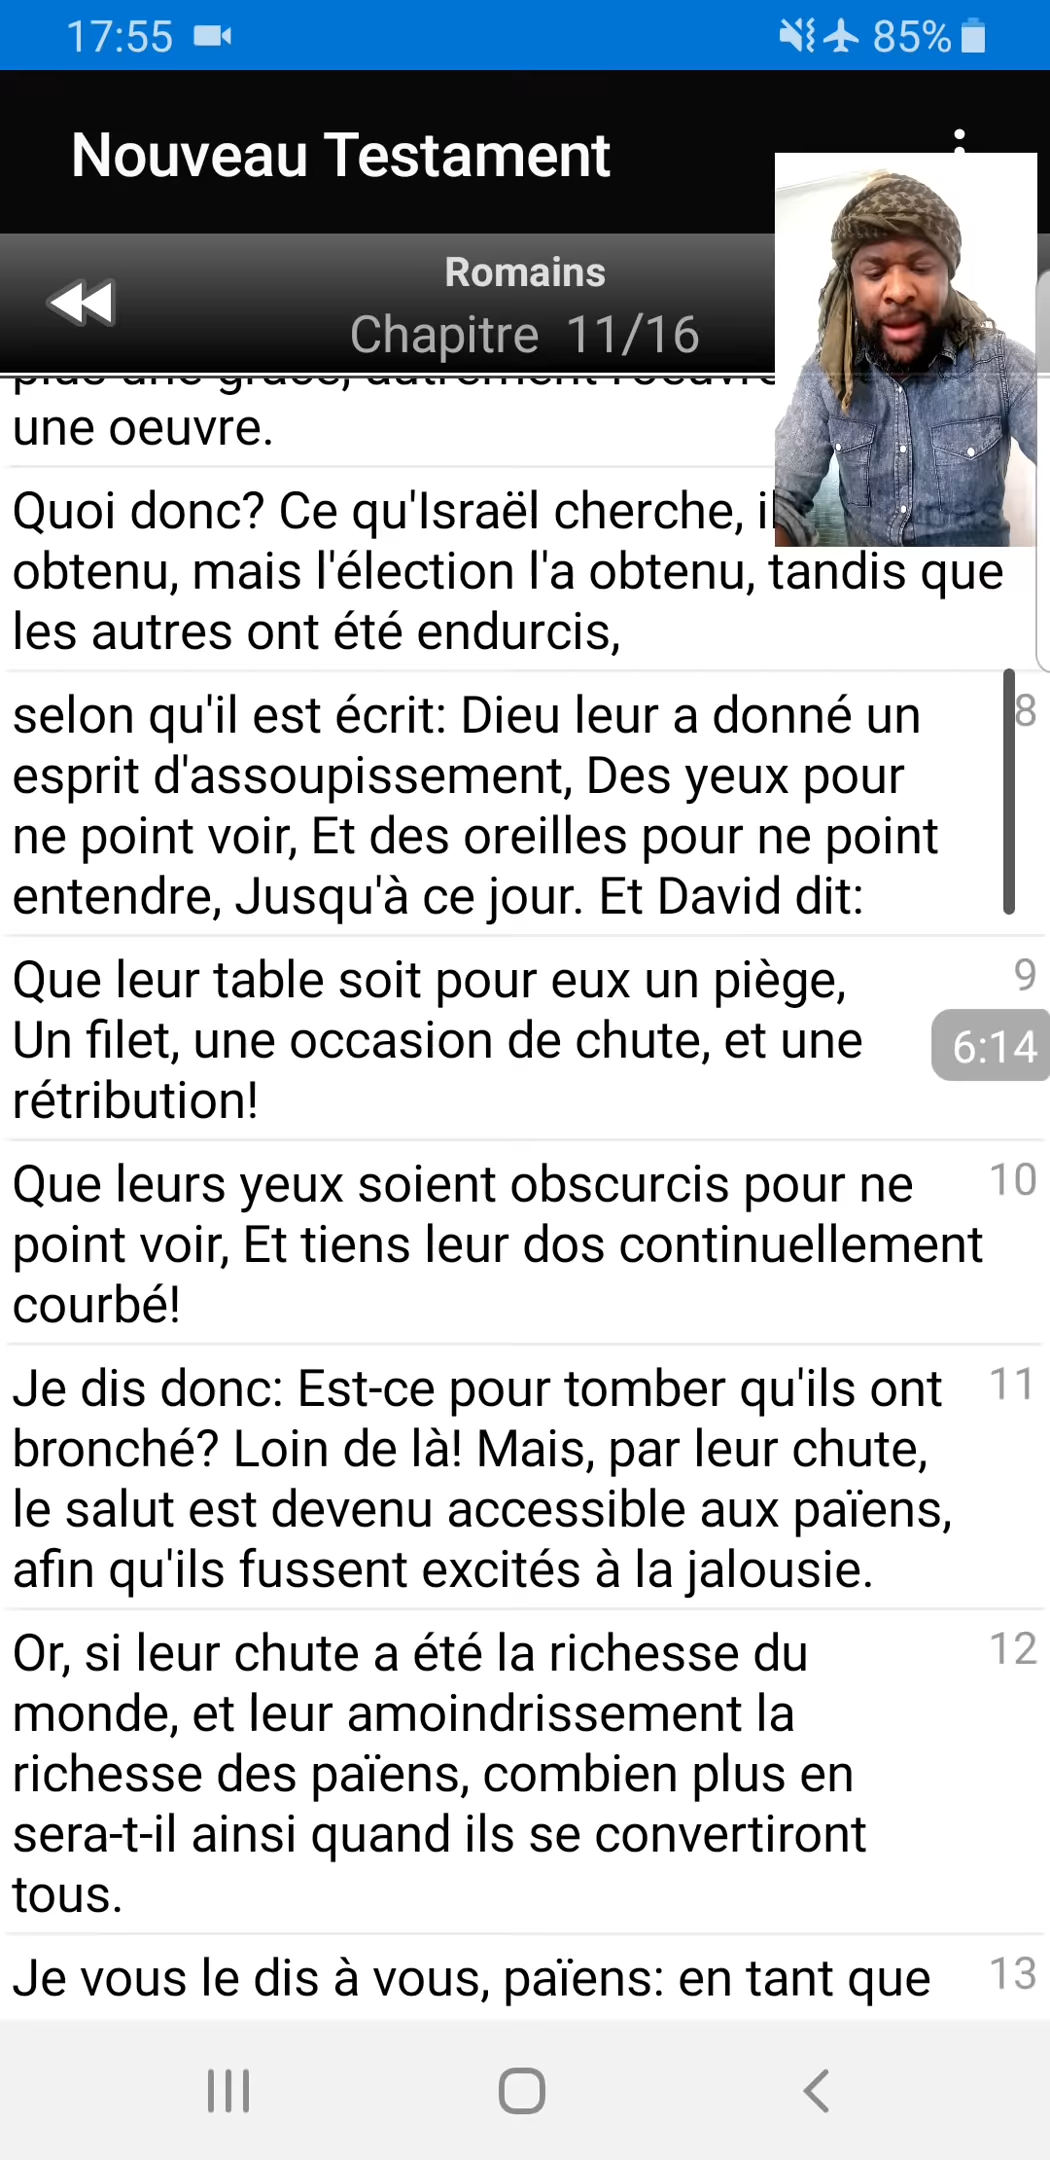 17:55 85%
Nouveau Testament
Romains
Chapitre 11/16
une oeuvre.
Quoi donc? Ce qu'Israël cherche,
obtenu, mais l'élection l'a obtenu, tandis que
les autres ont été endurcis,
selon qu'il est écrit: Dieu leur a donné un 8
esprit d'assoupissement, Des yeux pour
ne point voir, Et des oreilles pour ne point
entendre, Jusqu'à ce jour. Et David dit:
Que leur table soit pour eux un piège, 9
Un filet, une occasion de chute, et une
6:14
rétribution!
Que leurs yeux soient obscurcis pour ne 10
point voir, Et tiens leur dos continuellement
courbé!
Je dis donc: Est-ce pour tomber qu'ils ont 11
bronché? Loin de là! Mais, par leur chute,
le salut est devenu accessible aux païens,
afin qu'ils fussent excités à la jalousie.
Or, si leur chute a été la richesse du 12
monde, et leur amoindrissement la
richesse des païens, combien plus en
sera-t-il ainsi quand ils se convertiront
tous.
Je vous le dis à vous, païens: en tant que 13